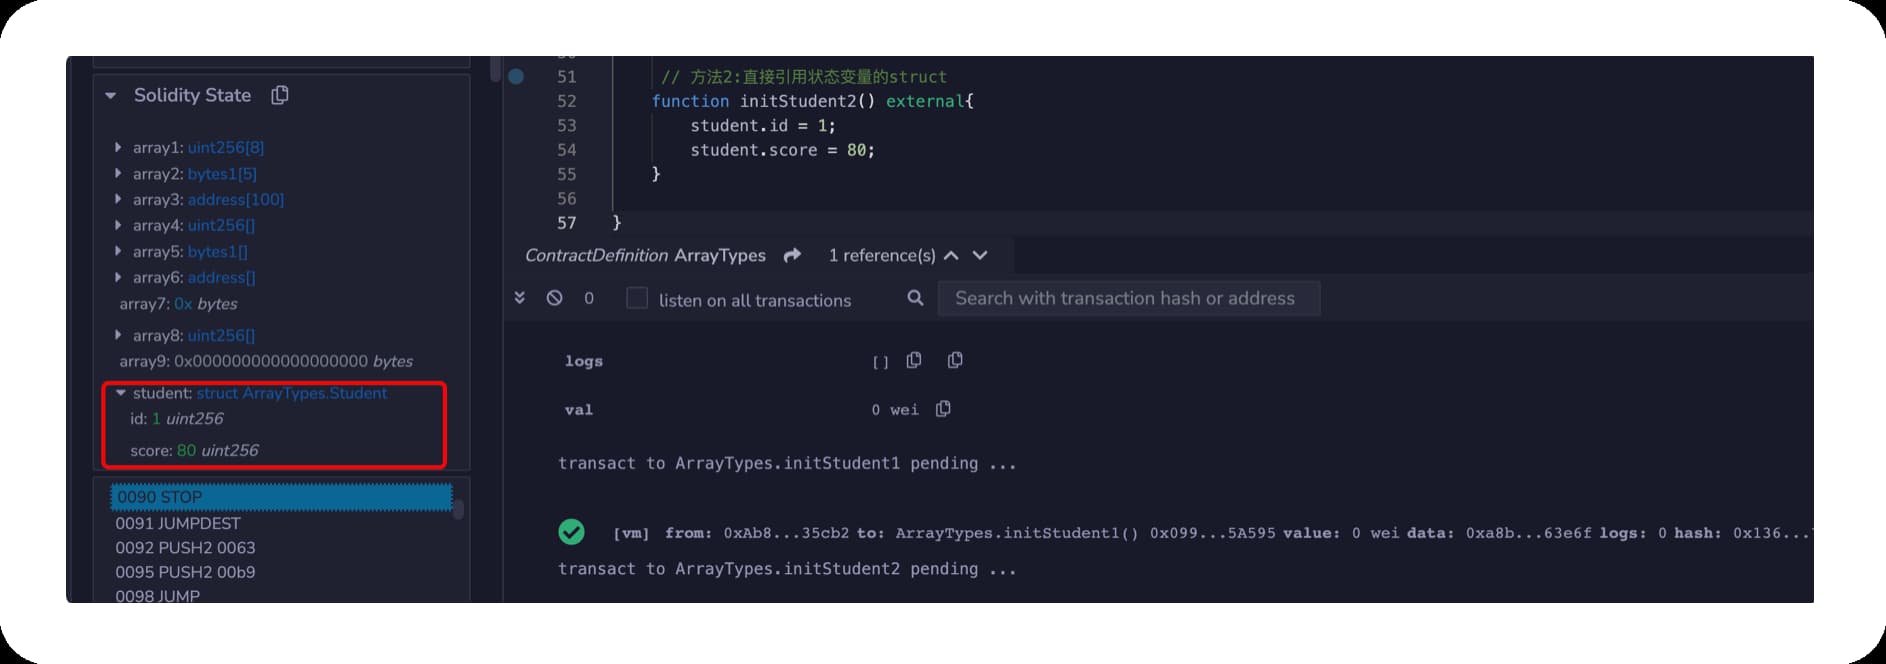 Solidity State
array1: uint256[8]
array2: bytes1[5]
array3: address[100]
array4: uint256[]
array5: bytes1[]
array6: address[]
array7: 0x bytes
array8: uint256[]
array9: 0x000000000000000000 bytes
student: struct ArrayTypes.Student
id: 1 uint256
score: 80 uint256
0090 STOP
0091 JUMPDEST
0092 PUSH2 0063
0095 PUSH2 00b9
0098 JUMP
51 // 方法2:直接引用状态变量的struct
52 function initStudent2() external{
53 student.id = 1;
54 student.score = 80;
55 }
56
57 }
ContractDefinition ArrayTypes 1 reference(s)
0 listen on all transactions Search with transaction hash or address
logs []
val 0 wei
transact to ArrayTypes.initStudent1 pending ...
[vm] from: 0xAb8...35cb2 to: ArrayTypes.initStudent1() 0x099...5A595 value: 0 wei data: 0xa8b...63e6f logs: 0 hash: 0x136...
transact to ArrayTypes.initStudent2 pending ...